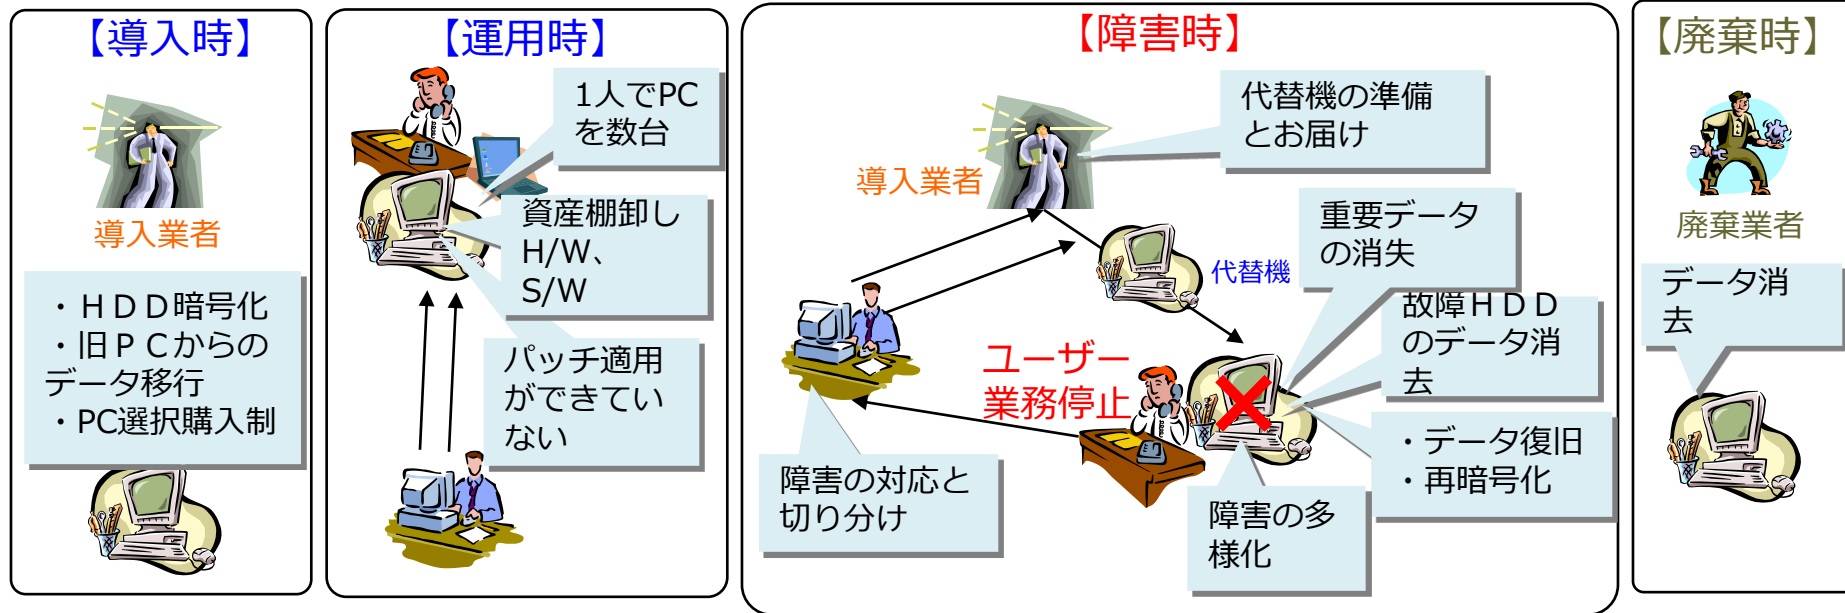 【導入時】
導入業者
・ＨＤＤ暗号化
・旧ＰＣからの
データ移行
・PC選択購入制
【運用時】
1人でPC
を数台
資産棚卸し
H/W、
S/W
パッチ適用
ができてい
ない
【障害時】
代替機の準備
とお届け
導入業者
重要データ
の消失
代替機
故障ＨＤＤ
のデータ消
去
ユーザー
業務停止
・データ復旧
・再暗号化
障害の対応と
切り分け
障害の多
様化
【廃棄時】
廃棄業者
データ消
去